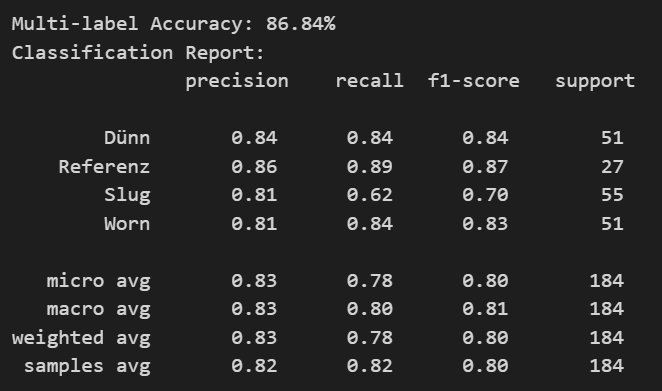 Multi-label Accuracy: 86.84%
Classification Report:
precision recall f1-score support
Dünn 0.84 0.84 0.84 51
Referenz 0.86 0.89 0.87 27
Slug 0.81 0.62 0.70 55
Worn 0.81 0.84 0.83 51
micro avg 0.83 0.78 0.80 184
macro avg 0.83 0.80 0.81 184
weighted avg 0.83 0.78 0.80 184
samples avg 0.82 0.82 0.80 184